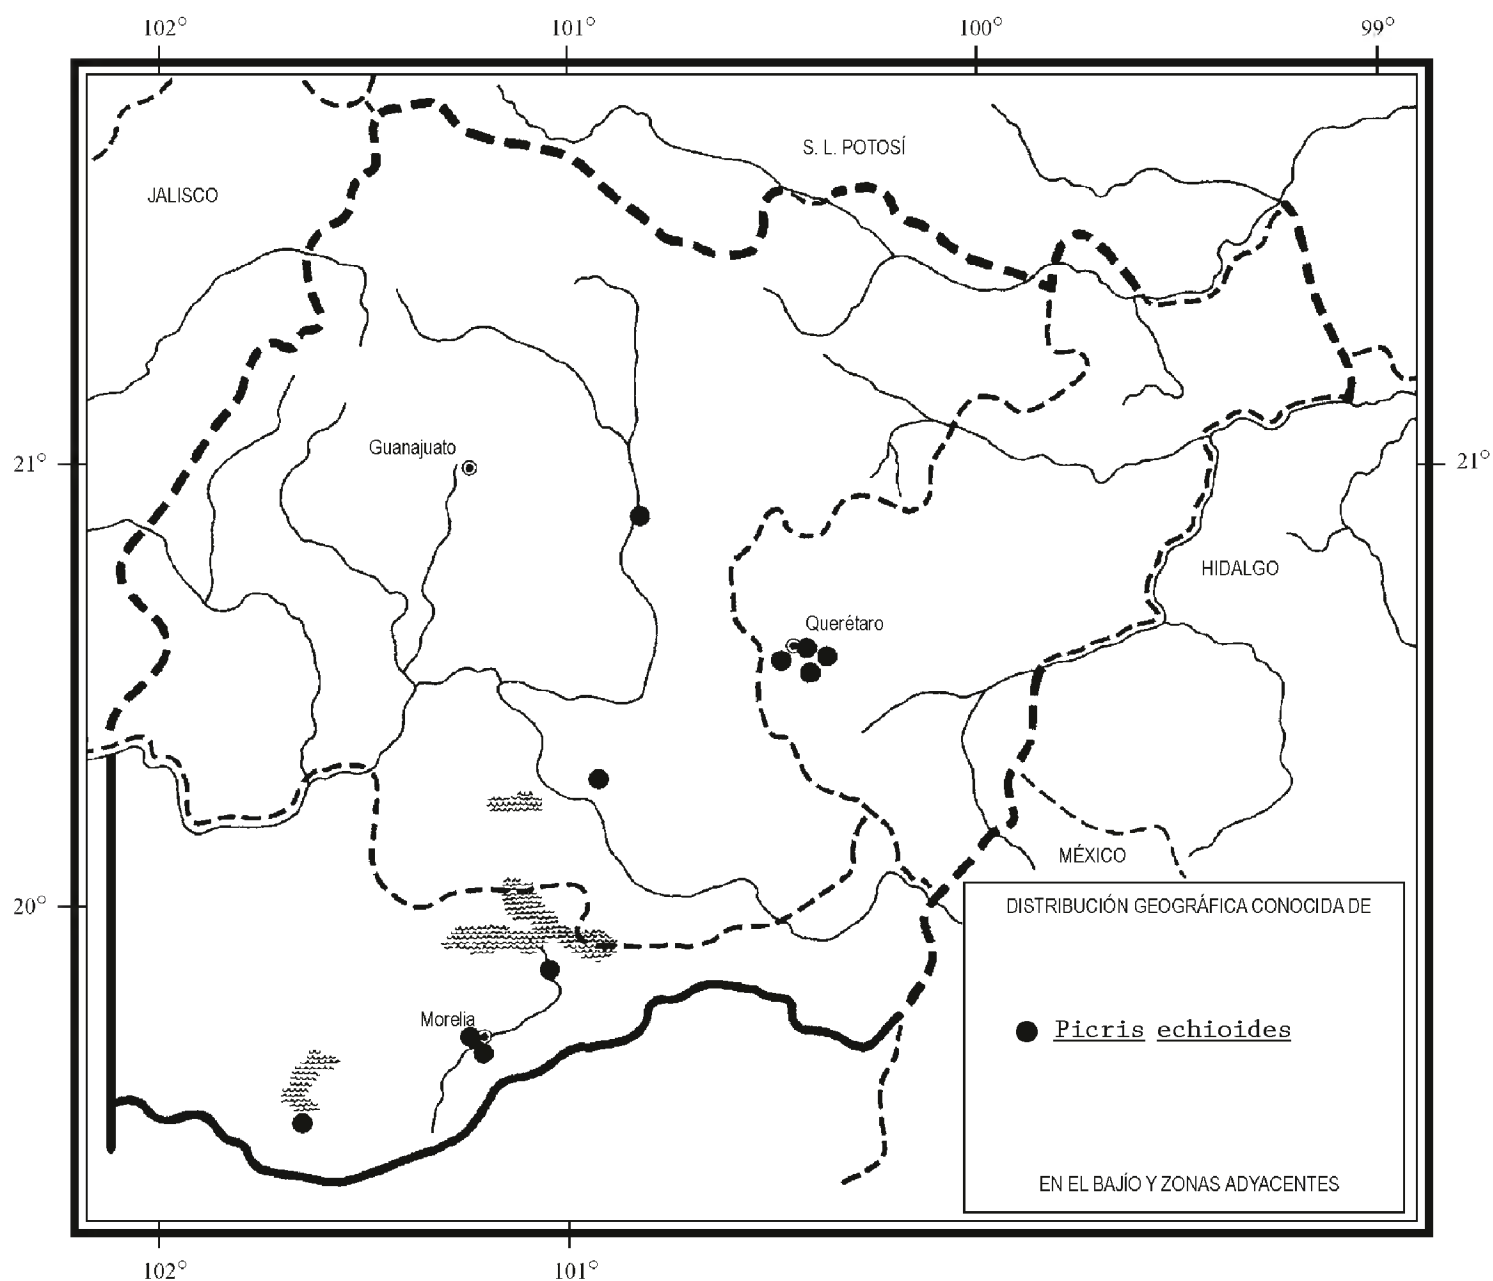 102° 101° 100° 99°
S. L. POTOSÍ
JALISCO
Guanajuato
21° 21°
HIDALGO
Querétaro
MÉXICO
20°
DISTRIBUCIÓN GEOGRÁFICA CONOCIDA DE
Morelia
Picris echioides
EN EL BAJÍO Y ZONAS ADYACENTES
102° 101°